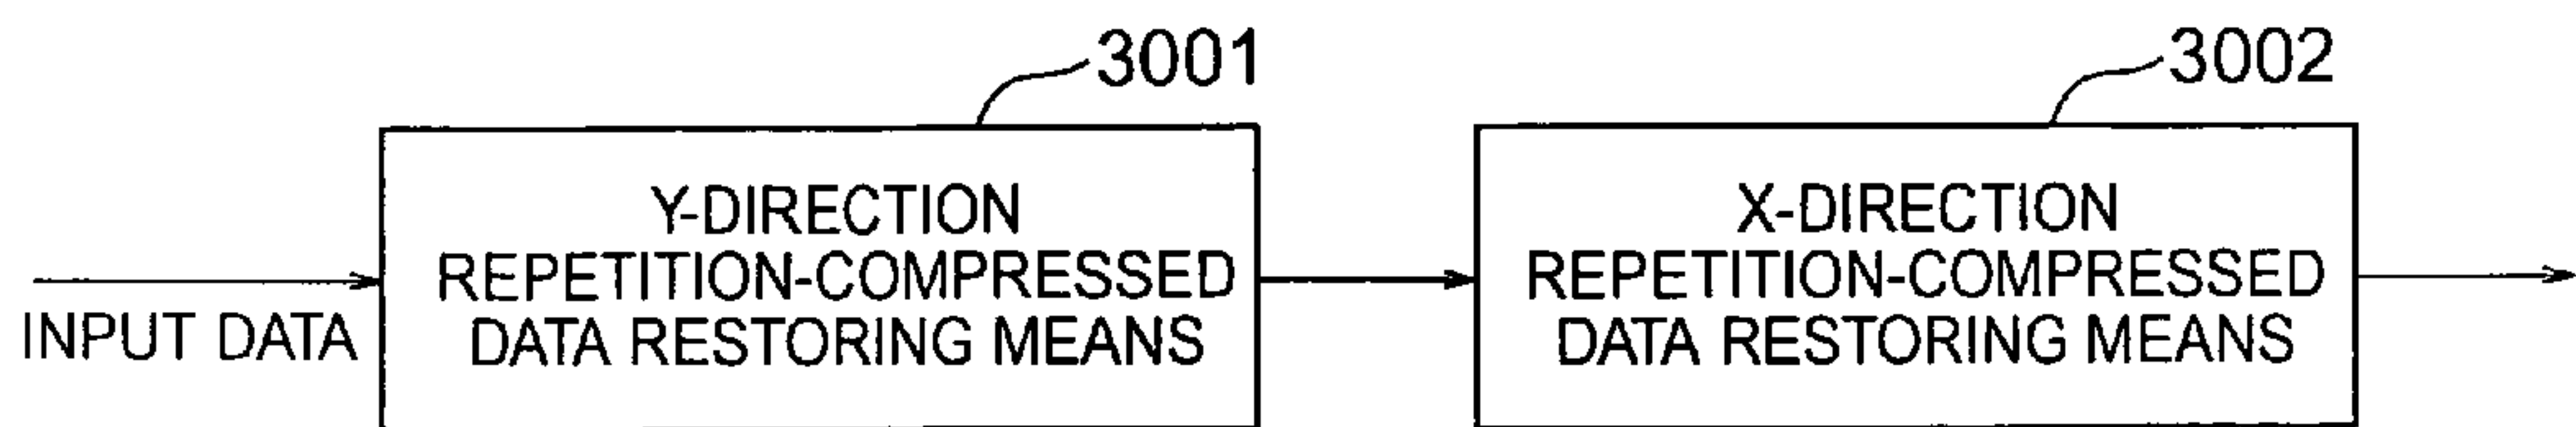 3001
3002
Y-DIRECTION
REPETITION-COMPRESSED
DATA RESTORING MEANS
X-DIRECTION
REPETITION-COMPRESSED
DATA RESTORING MEANS
INPUT DATA